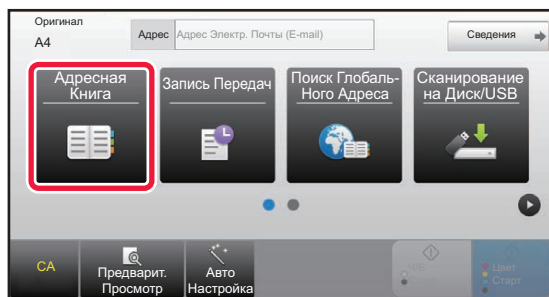 Оригинал
A4
Адрес
Адрес Электр. Почты (E-mail)
Сведения
Адресная
Книга
Запись Передач
Поиск Глобаль-
Ного Адреса
Сканирование
на Диск/USB
CA
Предварит.
Просмотр
Авто
Настройка
Ч/Б
Старт
Цвет
Старт